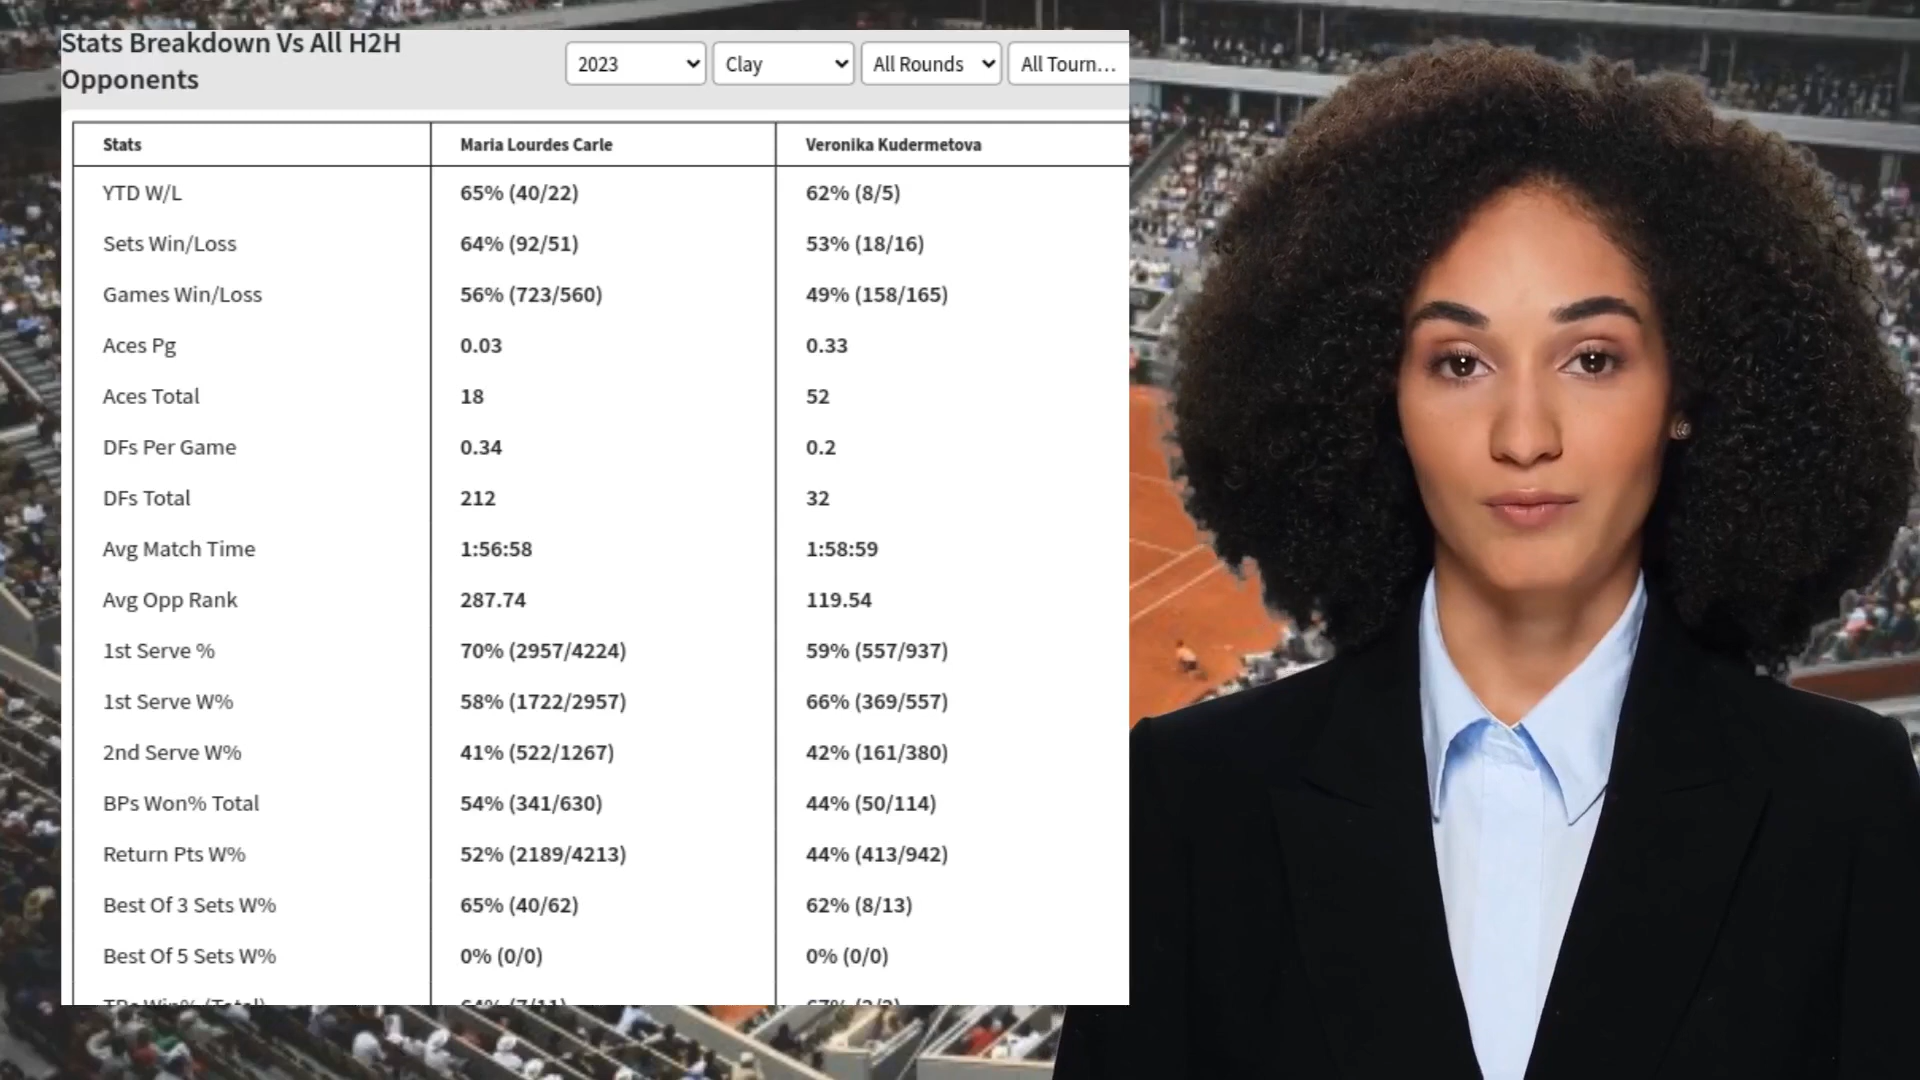 Stats Breakdown Vs All H2H
Opponents
2023 Clay All Rounds All Tourn...
Stats Maria Lourdes Carle Veronika Kudermetova
YTD W/L 65% (40/22) 62% (8/5)
Sets Win/Loss 64% (92/51) 53% (18/16)
Games Win/Loss 56% (723/560) 49% (158/165)
Aces Pg 0.03 0.33
Aces Total 18 52
DFs Per Game 0.34 0.2
DFs Total 212 32
Avg Match Time 1:56:58 1:58:59
Avg Opp Rank 287.74 119.54
1st Serve % 70% (2957/4224) 59% (557/937)
1st Serve W% 58% (1722/2957) 66% (369/557)
2nd Serve W% 41% (522/1267) 42% (161/380)
BPs Won% Total 54% (341/630) 44% (50/114)
Return Pts W% 52% (2189/4213) 44% (413/942)
Best Of 3 Sets W% 65% (40/62) 62% (8/13)
Best Of 5 Sets W% 0% (0/0) 0% (0/0)